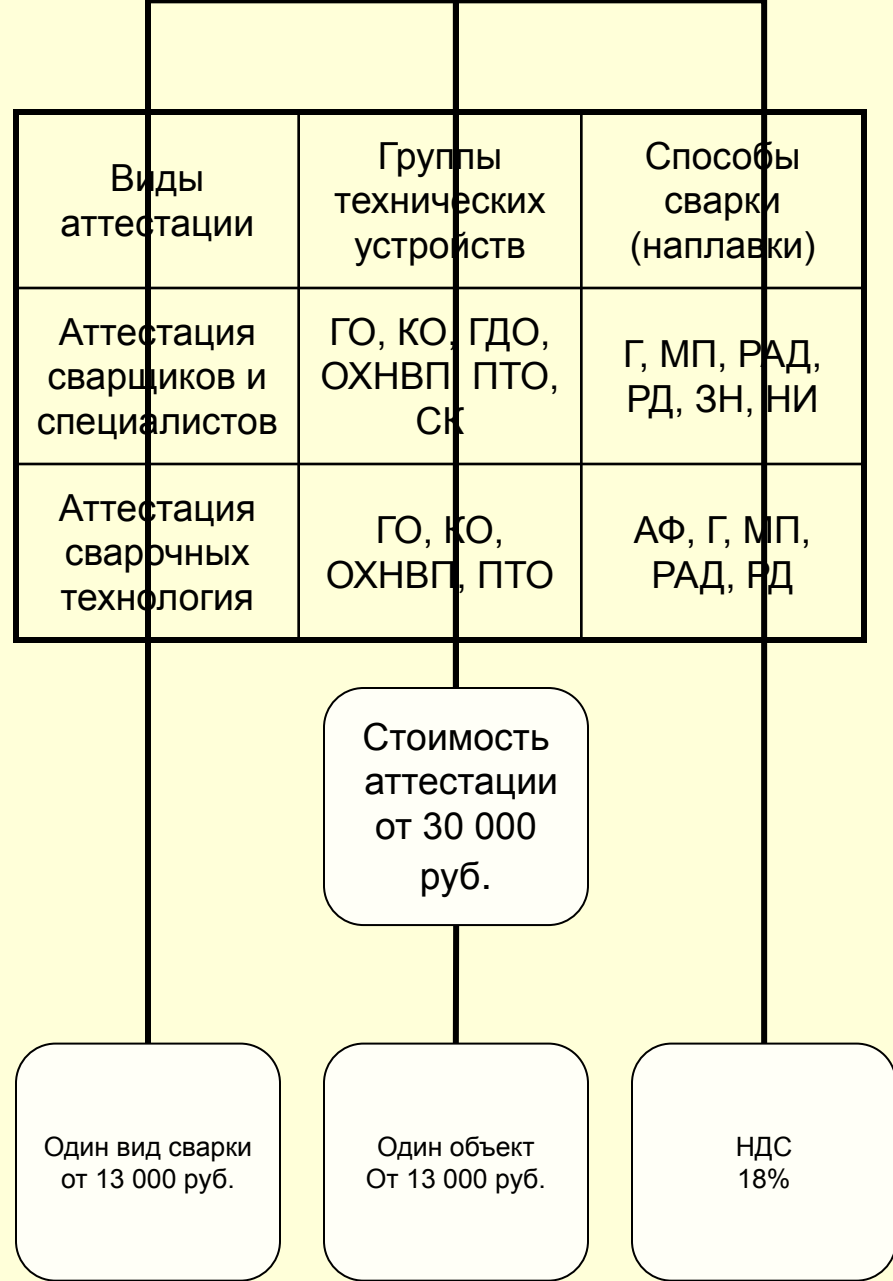 Виды
аттестации
Группы
технических
устройств
Способы
сварки
(наплавки)
Аттестация
сварщиков и
специалистов
ГО, КО, ГДО,
ОХНВП, ПТО,
СК
Г, МП, РАД,
РД, ЗН, НИ
Аттестация
сварочных
технология
ГО, КО,
ОХНВП, ПТО
АФ, Г, МП,
РАД, РД
Стоимость
аттестации
от 30 000
руб.
Один вид сварки
от 13 000 руб.
Один объект
От 13 000 руб.
НДС
18%